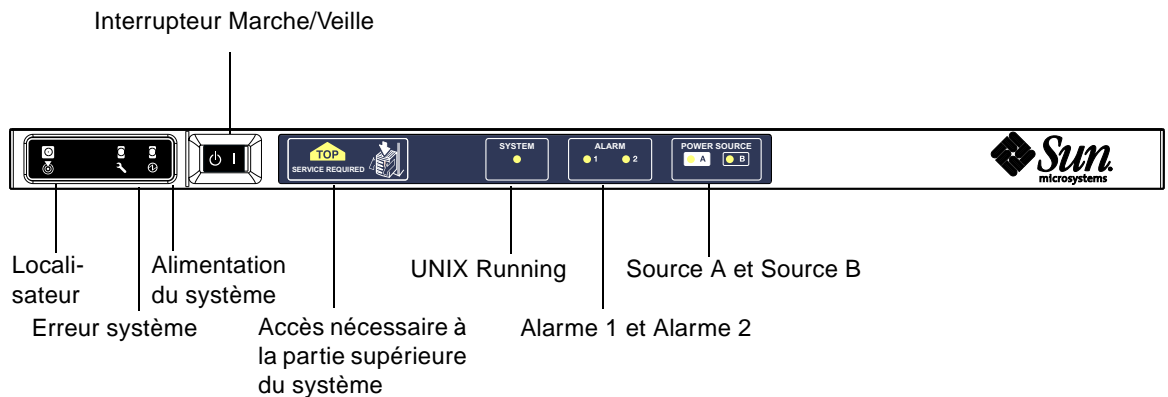 Interrupteur Marche/Veille
TOP
SERVICE REQUIRED
SYSTEM
ALARM
1
2
POWER SOURCE
A
B
Sun.
microsystems
Locali-
sateur
Alimentation
du système
Erreur système
Accès nécessaire à
la partie supérieure
du système
UNIX Running
Alarme 1 et Alarme 2
Source A et Source B